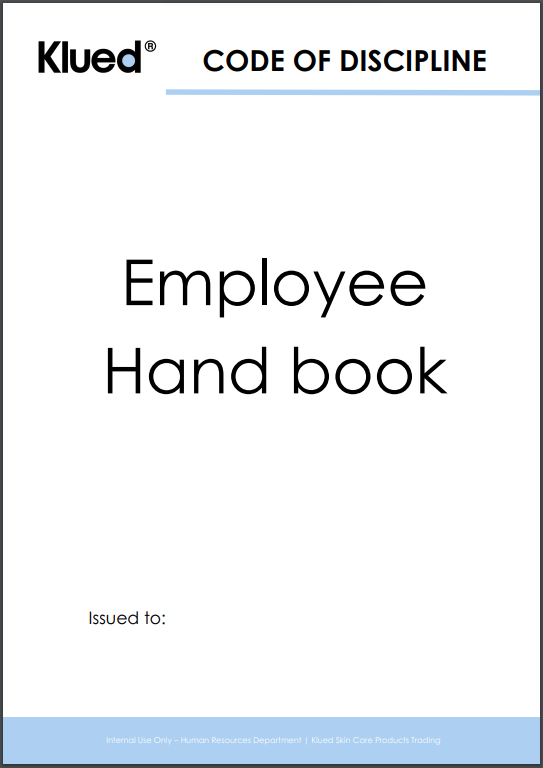 Klued® CODE OF DISCIPLINE
Employee
Hand book
Issued to:
Internal Use Only – Human Resources Department | Klued Skin Care Products Trading